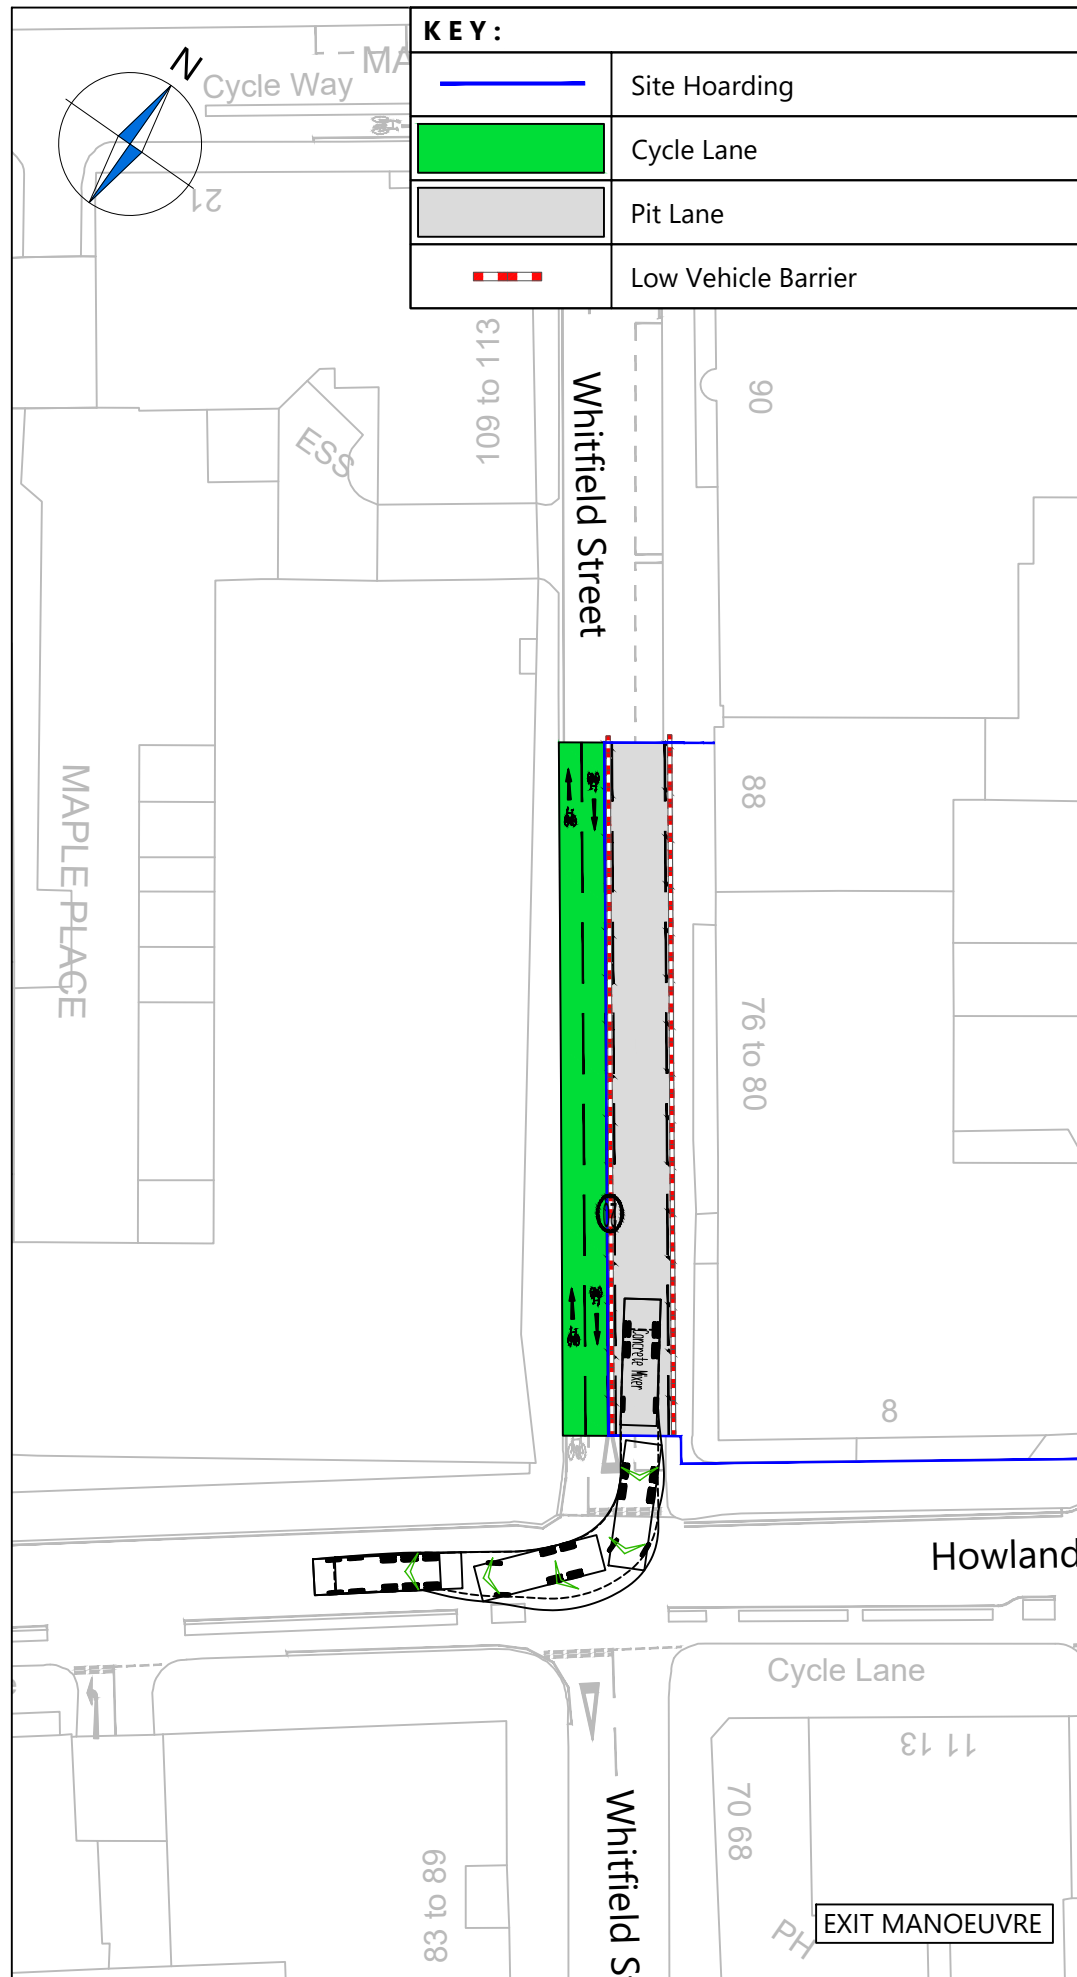 KEY:
Site Hoarding
Cycle Lane
Pit Lane
Low Vehicle Barrier
N
MA
Cycle Way
21
109 to 113
ESS
Whitfield Street
90
MAPLE PLACE
88
76 to 80
Concrete Mixer
8
Howland
Cycle Lane
11 13
70 68
Whitfield S
83 to 89
PH
EXIT MANOEUVRE